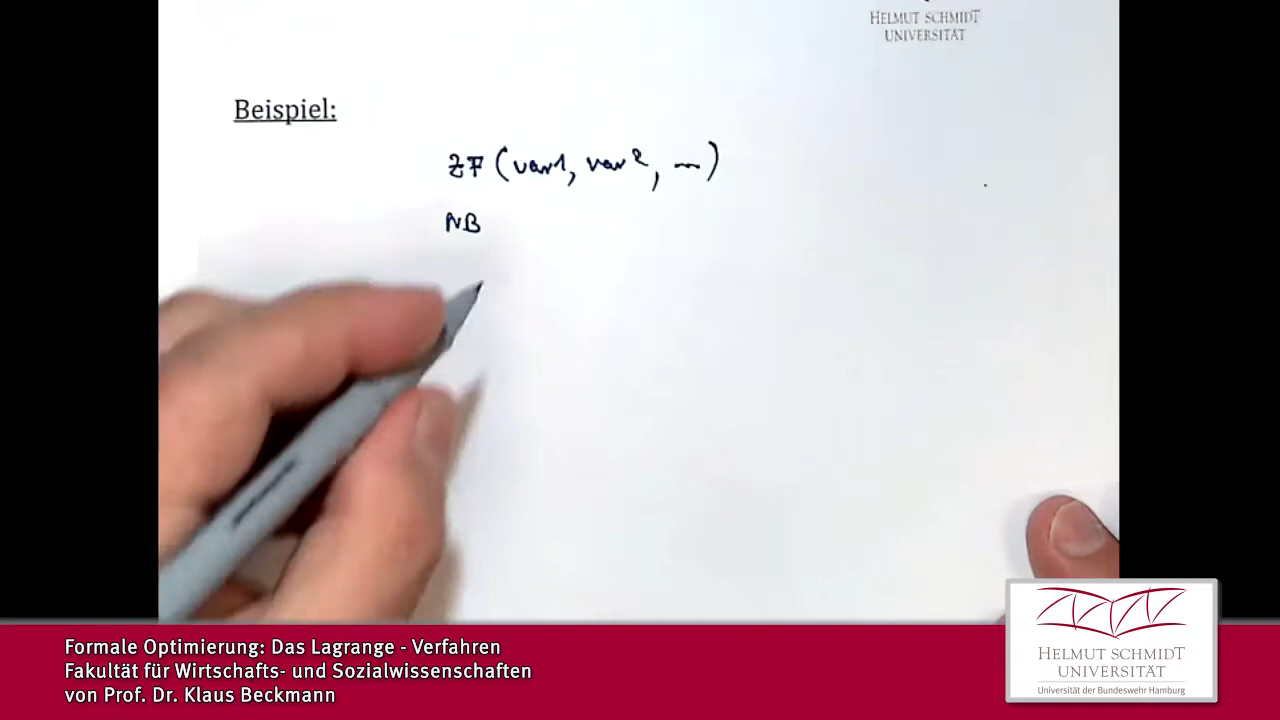 HELMUT SCHMIDT
UNIVERSITÄT
Beispiel:
ZF (var1, var2, ...)
NB
Formale Optimierung: Das Lagrange - Verfahren
Fakultät für Wirtschafts- und Sozialwissenschaften
von Prof. Dr. Klaus Beckmann
HELMUT SCHMIDT
UNIVERSITÄT
Universität der Bundeswehr Hamburg